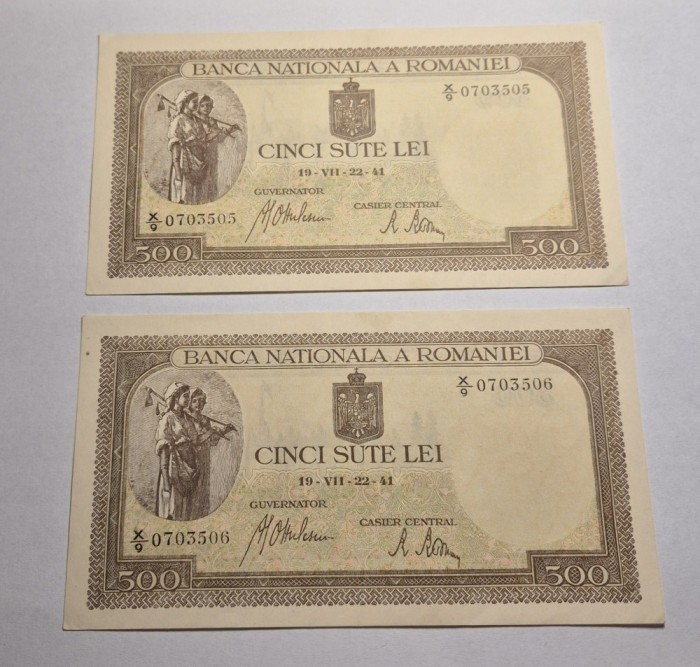 BANCA NATIONALA A ROMANIEI
X/9 0703505
CINCI SUTE LEI
19-VII-22-41
GUVERNATOR
CASIER CENTRAL
X/9 0703505
500
500
BANCA NATIONALA A ROMANIEI
X/9 0703506
CINCI SUTE LEI
19-VII-22-41
GUVERNATOR
CASIER CENTRAL
X/9 0703506
500
500